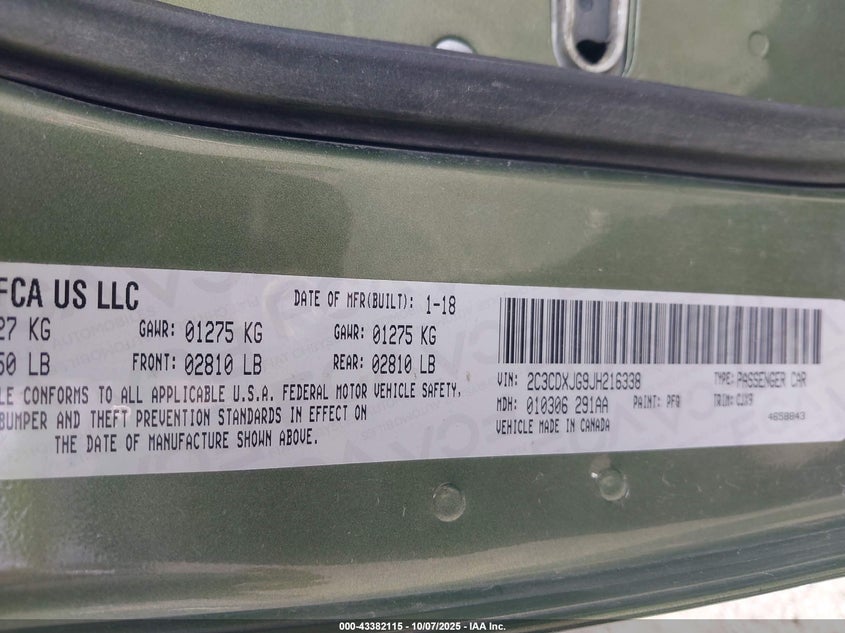 FCA US LLC
DATE OF MFR(BUILT): 1-18
27 KG GAWR: 01275 KG GAWR: 01275 KG
50 LB FRONT: 02810 LB REAR: 02810 LB
LE CONFORMS TO ALL APPLICABLE U.S.A. FEDERAL MOTOR VEHICLE SAFETY,
BUMPER AND THEFT PREVENTION STANDARDS IN EFFECT ON
THE DATE OF MANUFACTURE SHOWN ABOVE.
VIN: 2C3CDXJG9JH216338 TYPE: PASSENGER CAR
MDH: 010306 291AA PAINT: PFQ TRIM: CJX9
VEHICLE MADE IN CANADA 4658843
000-43382115 - 10/07/2025 - IAA Inc.